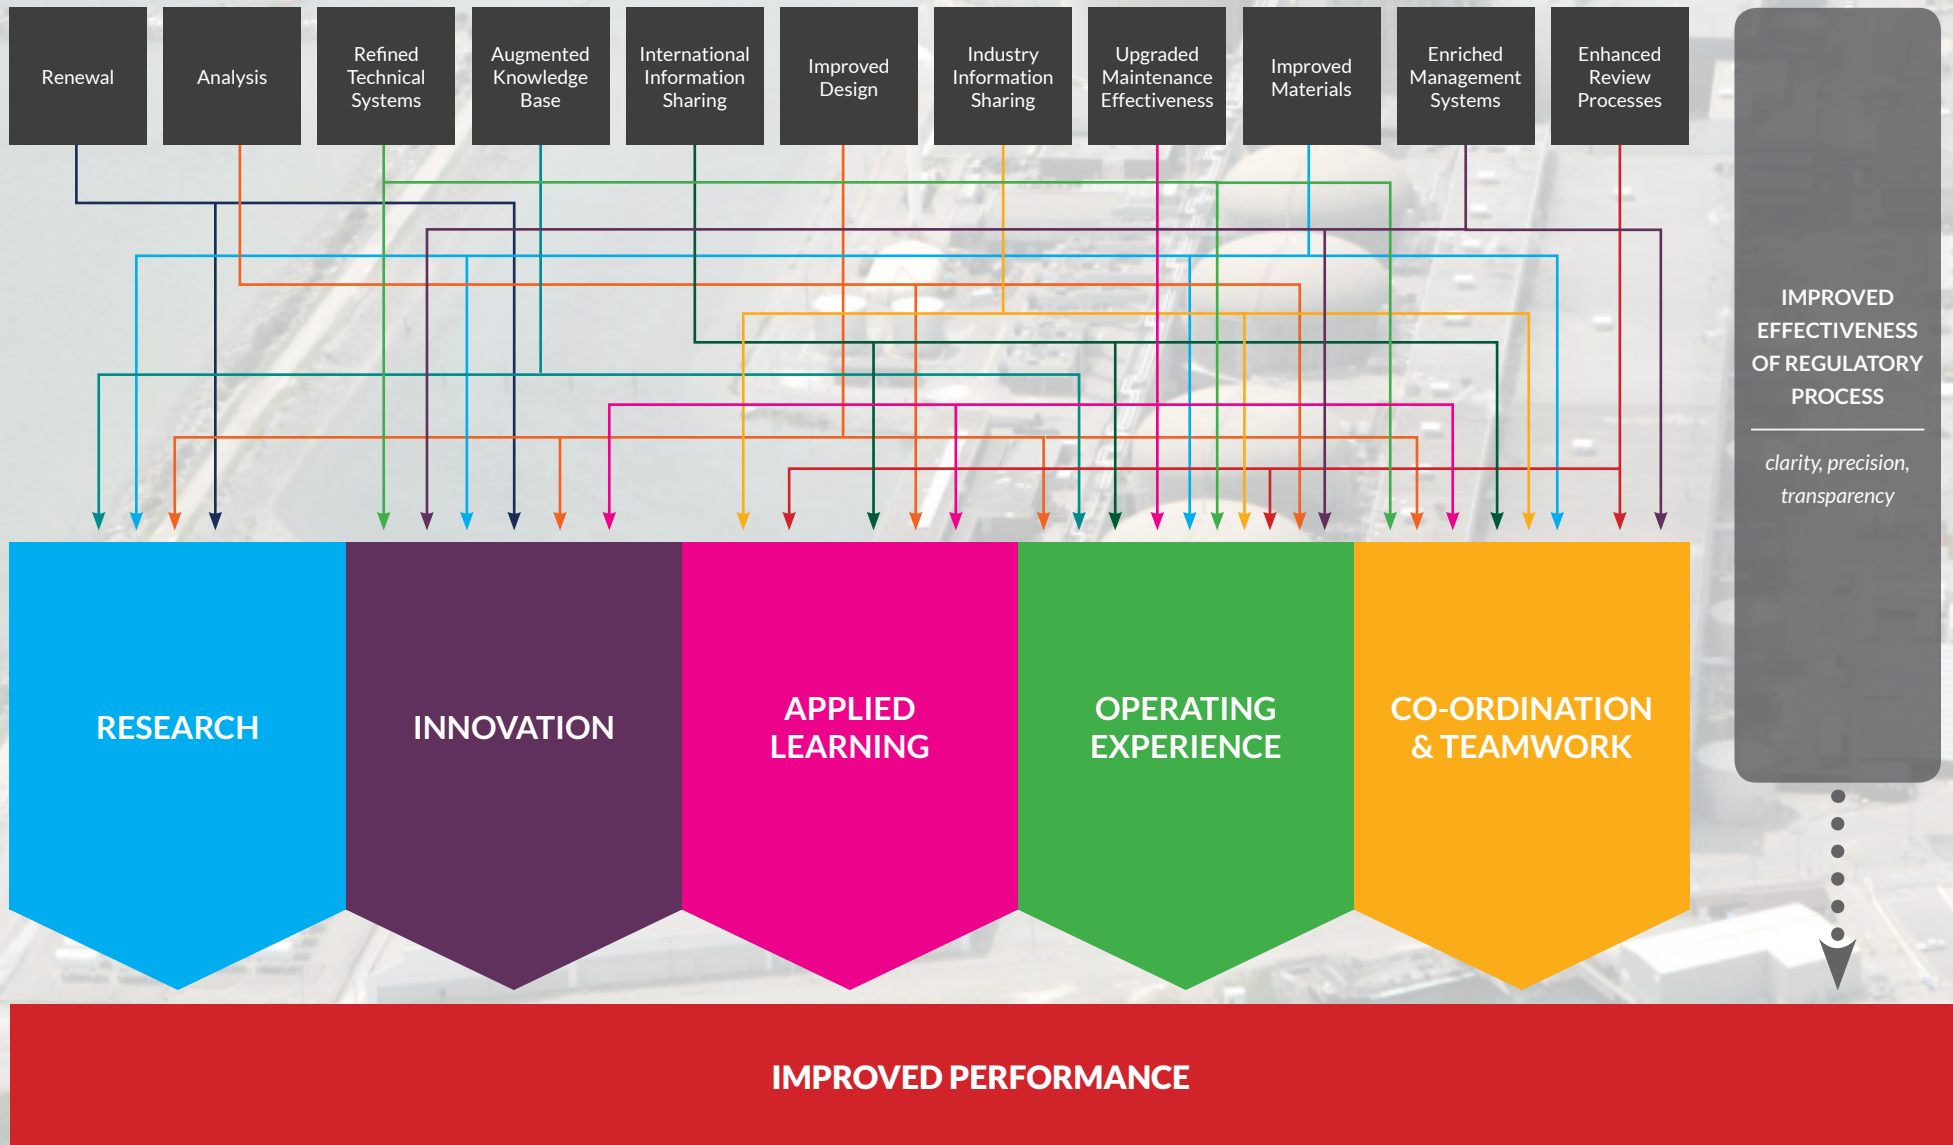 Renewal
Analysis
Refined
Technical
Systems
Augmented
Knowledge
Base
International
Information
Sharing
Improved
Design
Industry
Information
Sharing
Upgraded
Maintenance
Effectiveness
Improved
Materials
Enriched
Management
Systems
Enhanced
Review
Processes
IMPROVED
EFFECTIVENESS
OF REGULATORY
PROCESS
clarity, precision,
transparency
RESEARCH
INNOVATION
APPLIED
LEARNING
OPERATING
EXPERIENCE
CO-ORDINATION
& TEAMWORK
IMPROVED PERFORMANCE